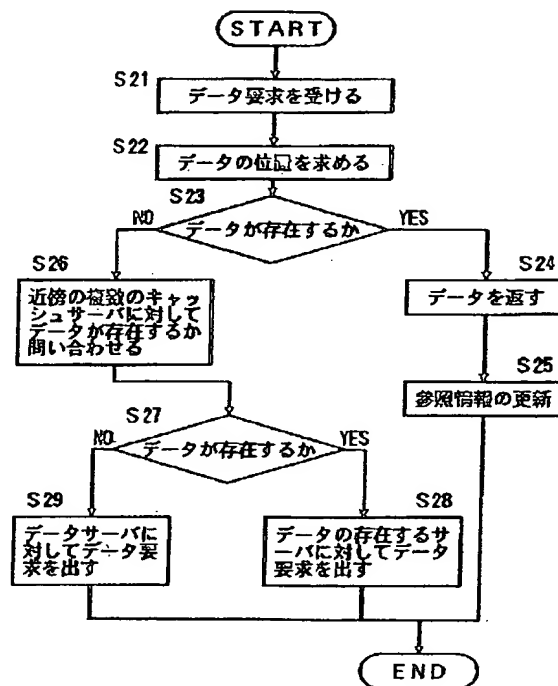 START
S21
データ要求を受ける
S22
データの位置を求める
S23
データが存在するか
NO
YES
S26
近傍の複数のキャッ
シュサーバに対して
データが存在するか
問い合わせる
S24
データを返す
S25
参照情報の更新
S27
データが存在するか
NO
YES
S29
データサーバに
対してデータ要
求を出す
S28
データの存在するサ
ーバに対してデータ
要求を出す
END